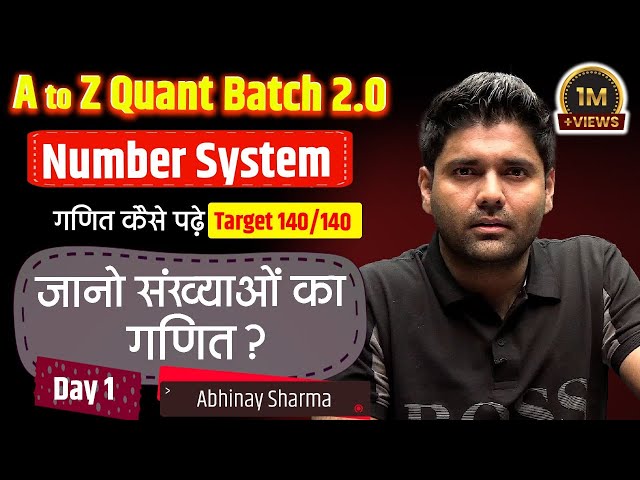 A to Z Quant Batch 2.0
1M
+VIEWS
Number System
गणित कैसे पढ़े Target 140/140
जानो संख्याओं का
गणित ?
Day 1
> Abhinay Sharma
BOSS